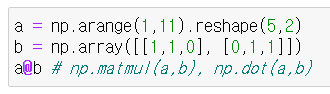 a = np.arange(1,11).reshape(5,2)
b = np.array([[1,1,0], [0,1,1]])
a@b # np.matmul(a,b), np.dot(a,b)